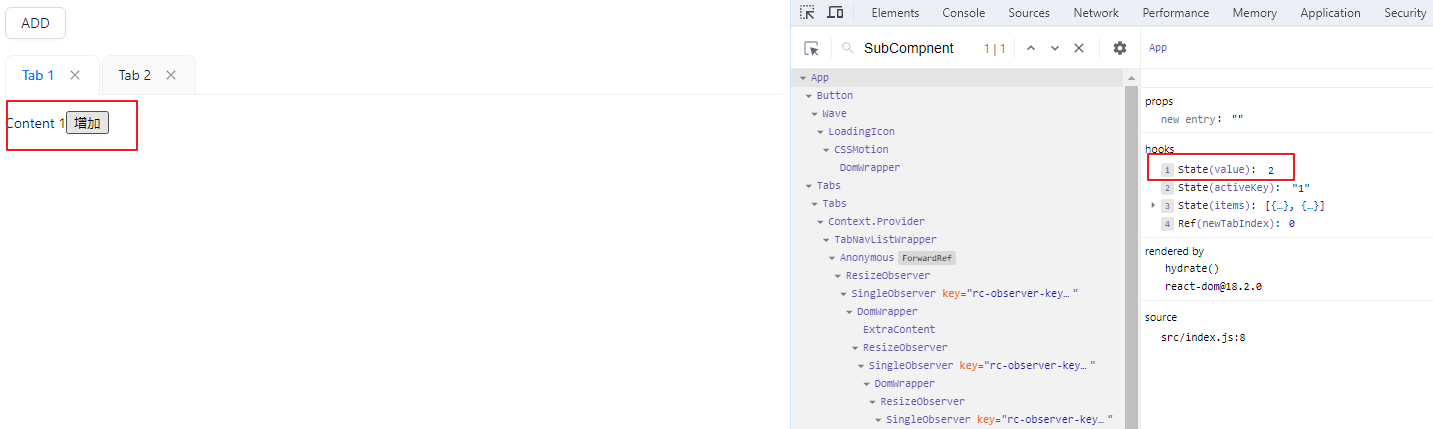 ADD
Tab 1
Tab 2
Content 1 增加
Elements Console Sources Network Performance Memory Application Security
SubCompnent 1 | 1
App
Button
Wave
LoadingIcon
CSSMotion
DomWrapper
Tabs
Tabs
Context.Provider
TabNavListWrapper
Anonymous ForwardRef
ResizeObserver
SingleObserver key="rc-observer-key…"
DomWrapper
ExtraContent
ResizeObserver
SingleObserver key="rc-observer-key…"
DomWrapper
ResizeObserver
SingleObserver key="rc-observer-key…"
App
props
new entry: ""
hooks
1 State(value): 2
2 State(activeKey): "1"
3 State(items): [{…}, {…}]
4 Ref(newTabIndex): 0
rendered by
hydrate()
react-dom@18.2.0
source
src/index.js:8